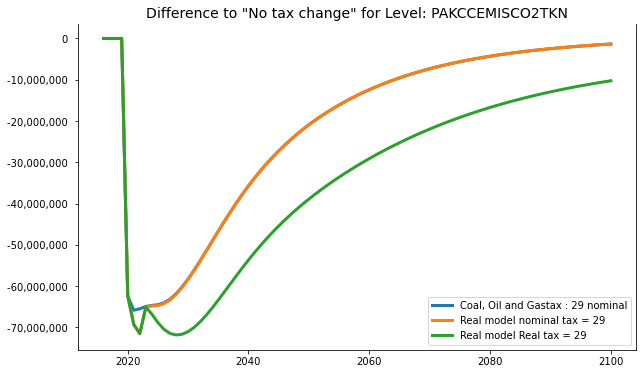 Difference to "No tax change" for Level: PAKCCEMISCO2TKN
0
-10,000,000
-20,000,000
-30,000,000
-40,000,000
-50,000,000
-60,000,000
-70,000,000
Coal, Oil and Gastax : 29 nominal
Real model nominal tax = 29
Real model Real tax = 29
2020 2040 2060 2080 2100